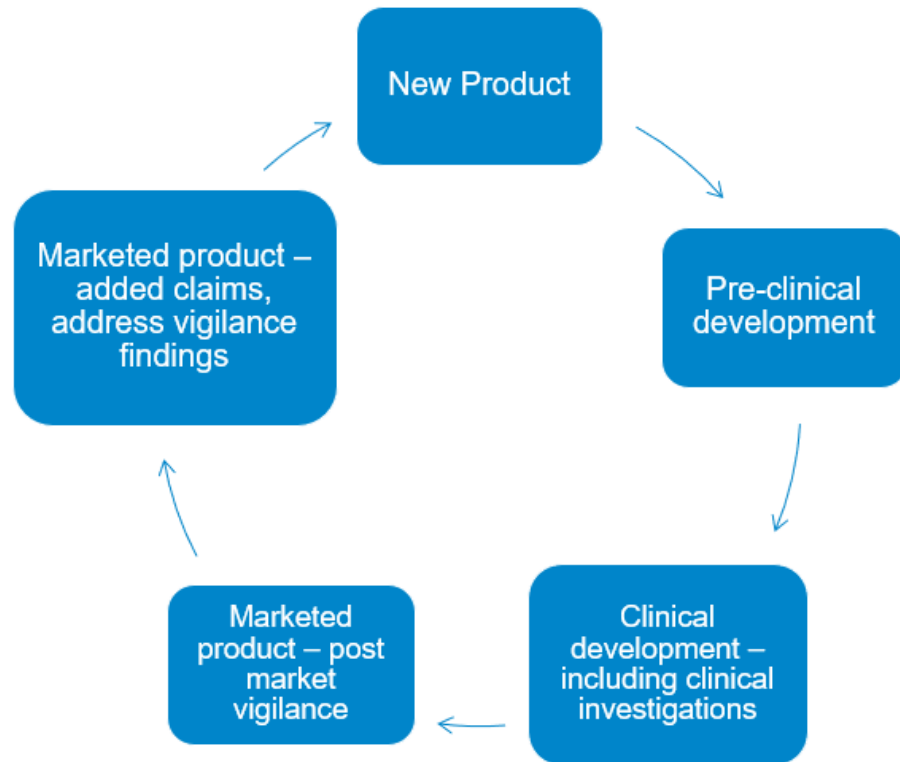 New Product
Pre-clinical
development
Clinical
development –
including clinical
investigations
Marketed
product – post
market
vigilance
Marketed product –
added claims,
address vigilance
findings